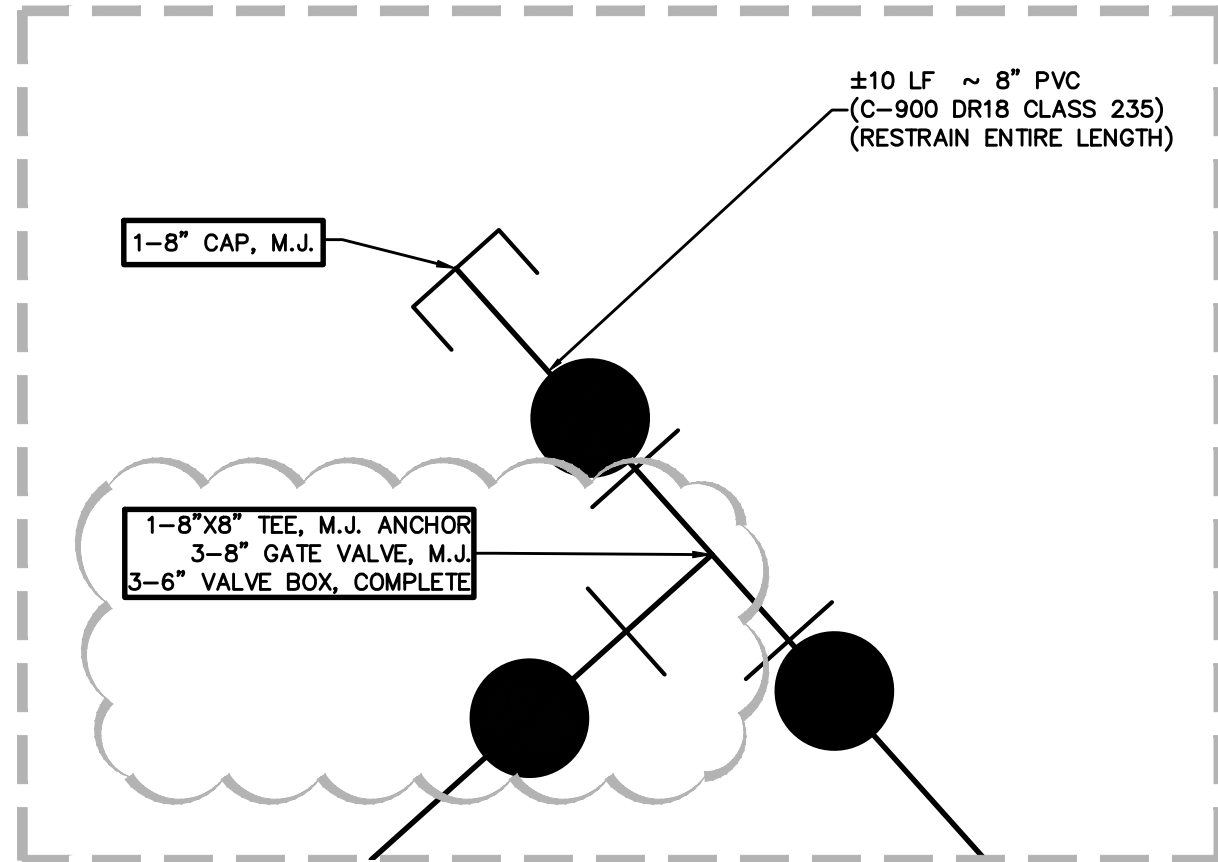 ±10 LF ~ 8" PVC
(C-900 DR18 CLASS 235)
(RESTRAIN ENTIRE LENGTH)
1-8" CAP, M.J.
1-8"X8" TEE, M.J. ANCHOR
3-8" GATE VALVE, M.J.
3-6" VALVE BOX, COMPLETE